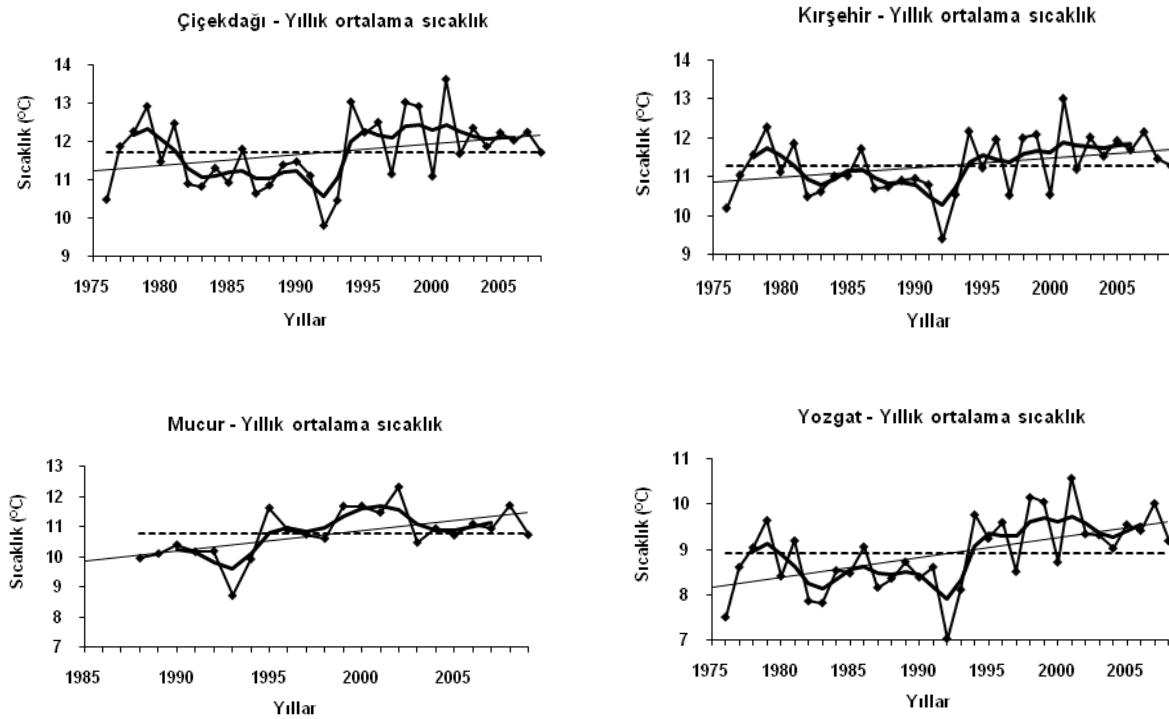 Çiçekdağı - Yıllık ortalama sıcaklık
Sıcaklık (ºC)
14
13
12
11
10
9
1975 1980 1985 1990 1995 2000 2005
Yıllar
Kırşehir - Yıllık ortalama sıcaklık
Sıcaklık (ºC)
14
13
12
11
10
9
1975 1980 1985 1990 1995 2000 2005
Yıllar
Mucur - Yıllık ortalama sıcaklık
Sıcaklık (ºC)
13
12
11
10
9
8
7
1985 1990 1995 2000 2005
Yıllar
Yozgat - Yıllık ortalama sıcaklık
Sıcaklık (ºC)
11
10
9
8
7
1975 1980 1985 1990 1995 2000 2005
Yıllar